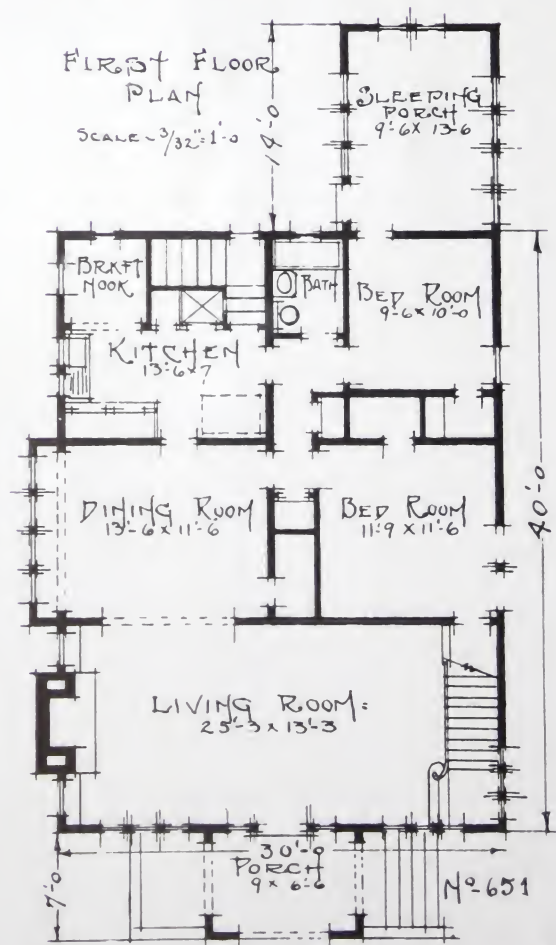 FIRST FLOOR
PLAN
SCALE ~ 3/32" = 1'-0
14'-0
SLEEPING
PORCH
9'-6 X 13'-6
BRKF'T
NOOK
BATH
BED ROOM
9'-6 X 10'-0
KITCHEN
13'-6 X 7
DINING ROOM
13'-6 X 11'-6
BED ROOM
11'-9 X 11'-6
40'-0
LIVING ROOM:
25'-3 X 13'-3
30'-0
PORCH
9 X 6'-6
7'-0
Nº 651